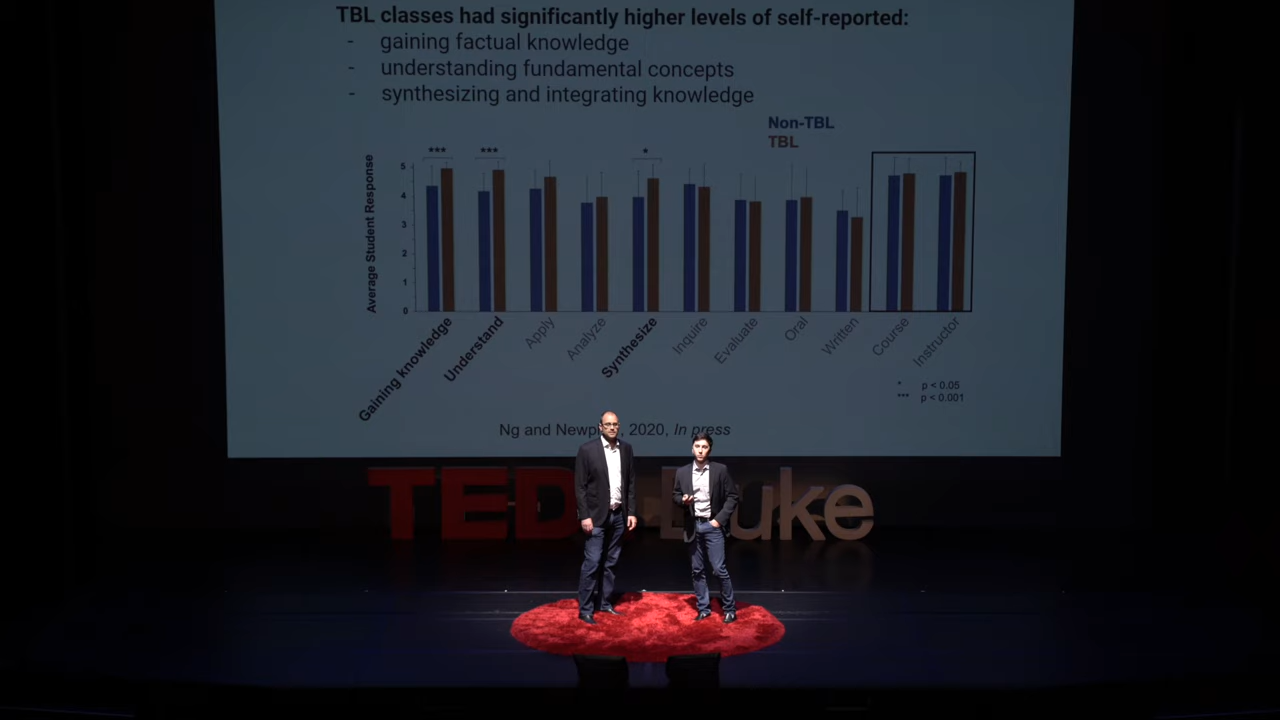 TBL classes had significantly higher levels of self-reported:
- gaining factual knowledge
- understanding fundamental concepts
- synthesizing and integrating knowledge
Non-TBL
TBL
*** *** *
Average Student Response
5
4
3
2
1
0
Gaining knowledge
Understand
Apply
Analyze
Synthesize
Inquire
Evaluate
Oral
Written
Course
Instructor
* p < 0.05
*** p < 0.001
Ng and , 2020, In press
TED Duke